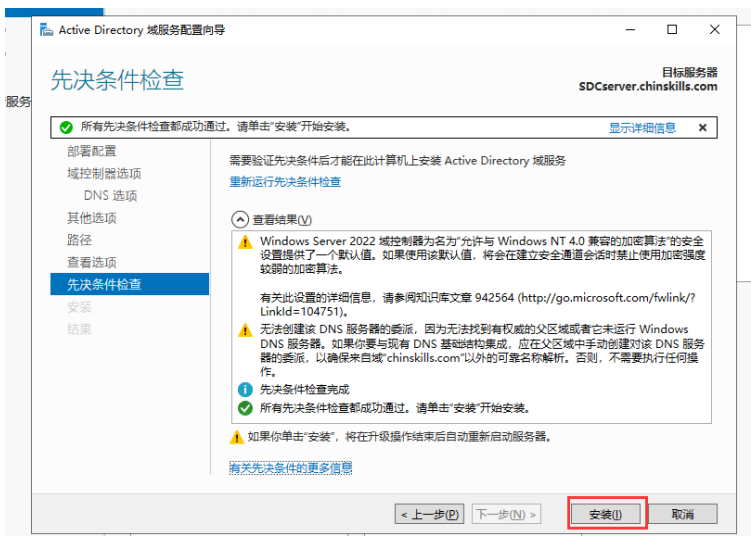 Active Directory 域服务配置向导
先决条件检查
目标服务器
SDCserver.chinskills.com
服务
所有先决条件检查都成功通过。请单击"安装"开始安装。
显示详细信息
部署配置
域控制器选项
DNS 选项
其他选项
路径
查看选项
先决条件检查
安装
结果
需要验证先决条件后才能在此计算机上安装 Active Directory 域服务
重新运行先决条件检查
查看结果(V)
Windows Server 2022 域控制器为名为"允许与 Windows NT 4.0 兼容的加密算法"的安全
设置提供了一个默认值。如果使用该默认值，将会在建立安全通道会话时禁止使用加密强度
较弱的加密算法。
有关此设置的详细信息，请参阅知识库文章 942564 (http://go.microsoft.com/fwlink/?
LinkId=104751)。
无法创建该 DNS 服务器的委派，因为无法找到有权威的父区域或者它未运行 Windows
DNS 服务器。如果你要与现有 DNS 基础结构集成，应在父区域中手动创建对该 DNS 服务
器的委派，以确保来自域"chinskills.com"以外的可靠名称解析。否则，不需要执行任何操
作。
先决条件检查完成
所有先决条件检查都成功通过。请单击"安装"开始安装。
如果你单击"安装"，将在升级操作结束后自动重新启动服务器。
有关先决条件的更多信息
< 上一步(P)
下一步(N) >
安装(I)
取消